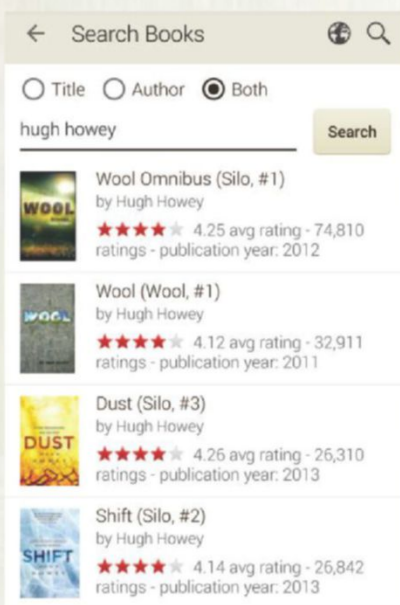 Search Books
Title Author Both
hugh howey
Search
WOOL
Wool Omnibus (Silo, #1)
by Hugh Howey
4.25 avg rating - 74,810
ratings - publication year: 2012
WOOL
Wool (Wool, #1)
by Hugh Howey
4.12 avg rating - 32,911
ratings - publication year: 2011
DUST
Dust (Silo, #3)
by Hugh Howey
4.26 avg rating - 26,310
ratings - publication year: 2013
SHIFT
Shift (Silo, #2)
by Hugh Howey
4.14 avg rating - 26,842
ratings - publication year: 2013